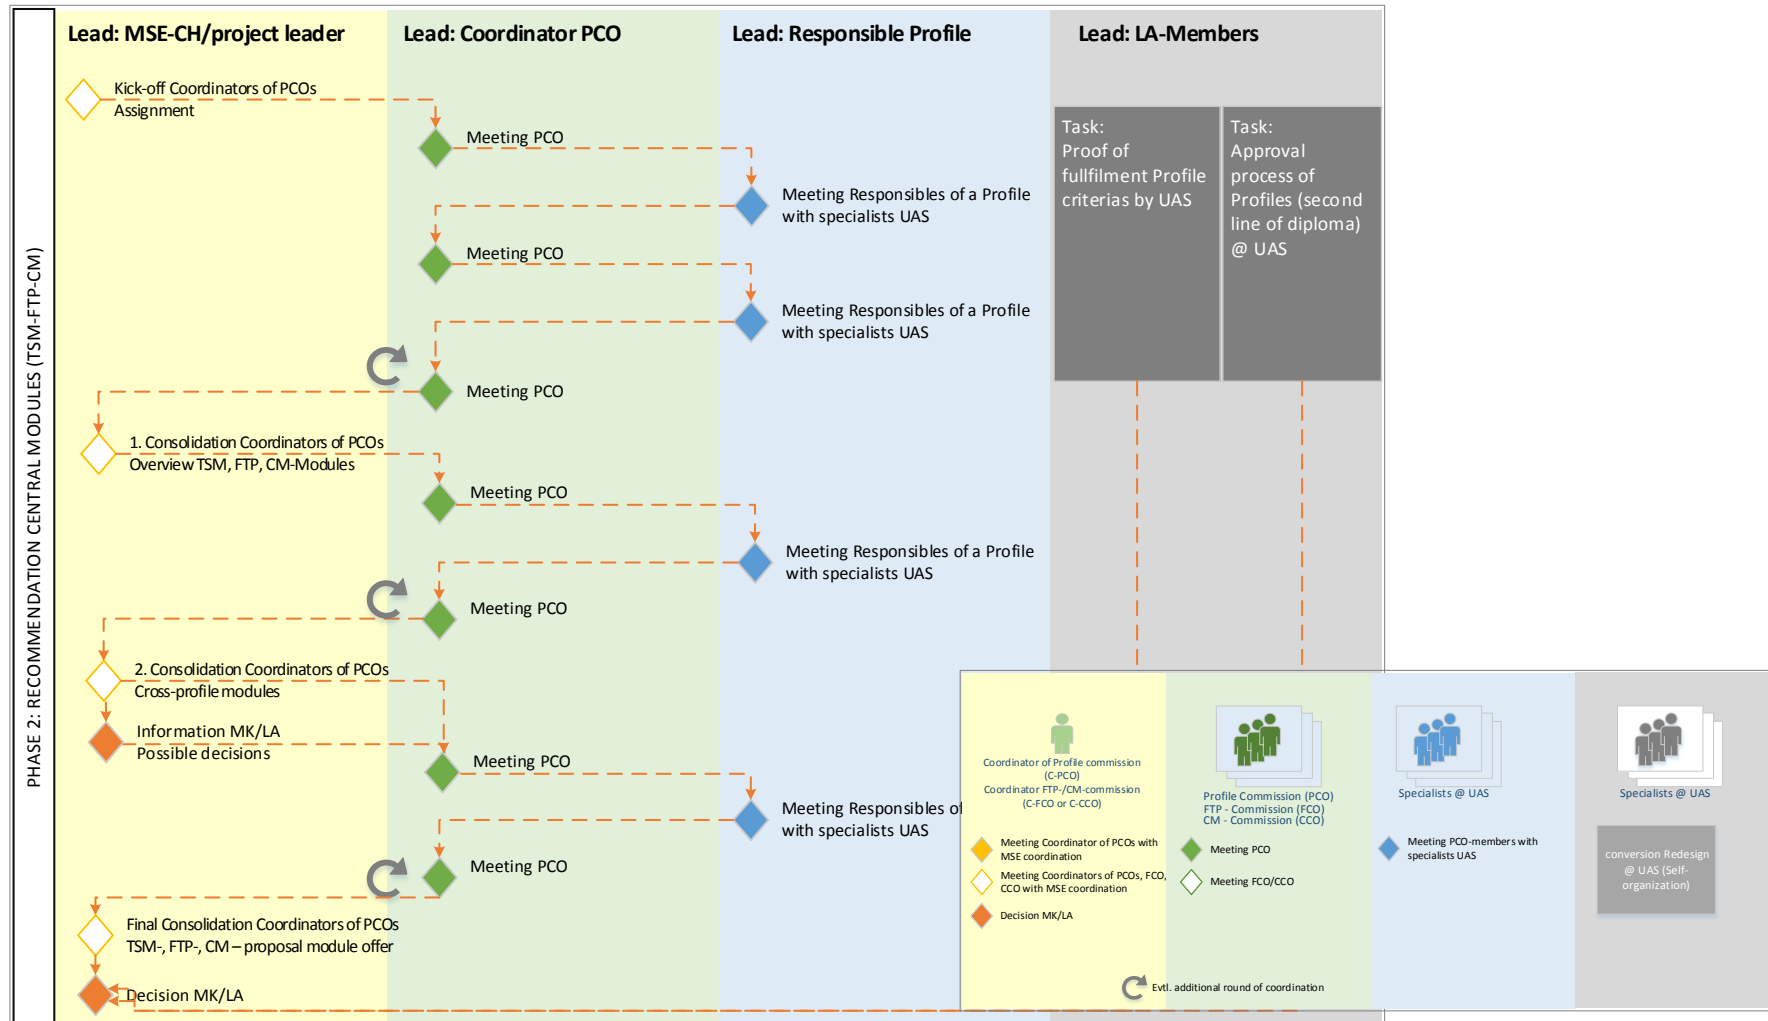 PHASE 2: RECOMMENDATION CENTRAL MODULES (TSM-FTP-CM)
Lead: MSE-CH/project leader
Lead: Coordinator PCO
Lead: Responsible Profile
Lead: LA-Members
Kick-off Coordinators of PCOs
Assignment
Meeting PCO
Meeting Responsibles of a Profile
with specialists UAS
Meeting PCO
Meeting Responsibles of a Profile
with specialists UAS
Meeting PCO
Task:
Proof of
fullfilment Profile
criterias by UAS
Task:
Approval
process of
Profiles (second
line of diploma)
@ UAS
1. Consolidation Coordinators of PCOs
Overview TSM, FTP, CM-Modules
Meeting PCO
Meeting Responsibles of a Profile
with specialists UAS
Meeting PCO
2. Consolidation Coordinators of PCOs
Cross-profile modules
Information MK/LA
Possible decisions
Meeting PCO
Meeting Responsibles of
with specialists UAS
Meeting PCO
Final Consolidation Coordinators of PCOs
TSM-, FTP-, CM – proposal module offer
Decision MK/LA
Coordinator of Profile commission
(C-PCO)
Coordinator FTP-/CM-commission
(C-FCO or C-CCO)
Profile Commission (PCO)
FTP - Commission (FCO)
CM - Commission (CCO)
Specialists @ UAS
Specialists @ UAS
Meeting Coordinator of PCOs with
MSE coordination
Meeting Coordinators of PCOs, FCO,
CCO with MSE coordination
Decision MK/LA
Meeting PCO
Meeting FCO/CCO
Meeting PCO-members with
specialists UAS
conversion Redesign
@ UAS (Self-
organization)
Evtl. additional round of coordination